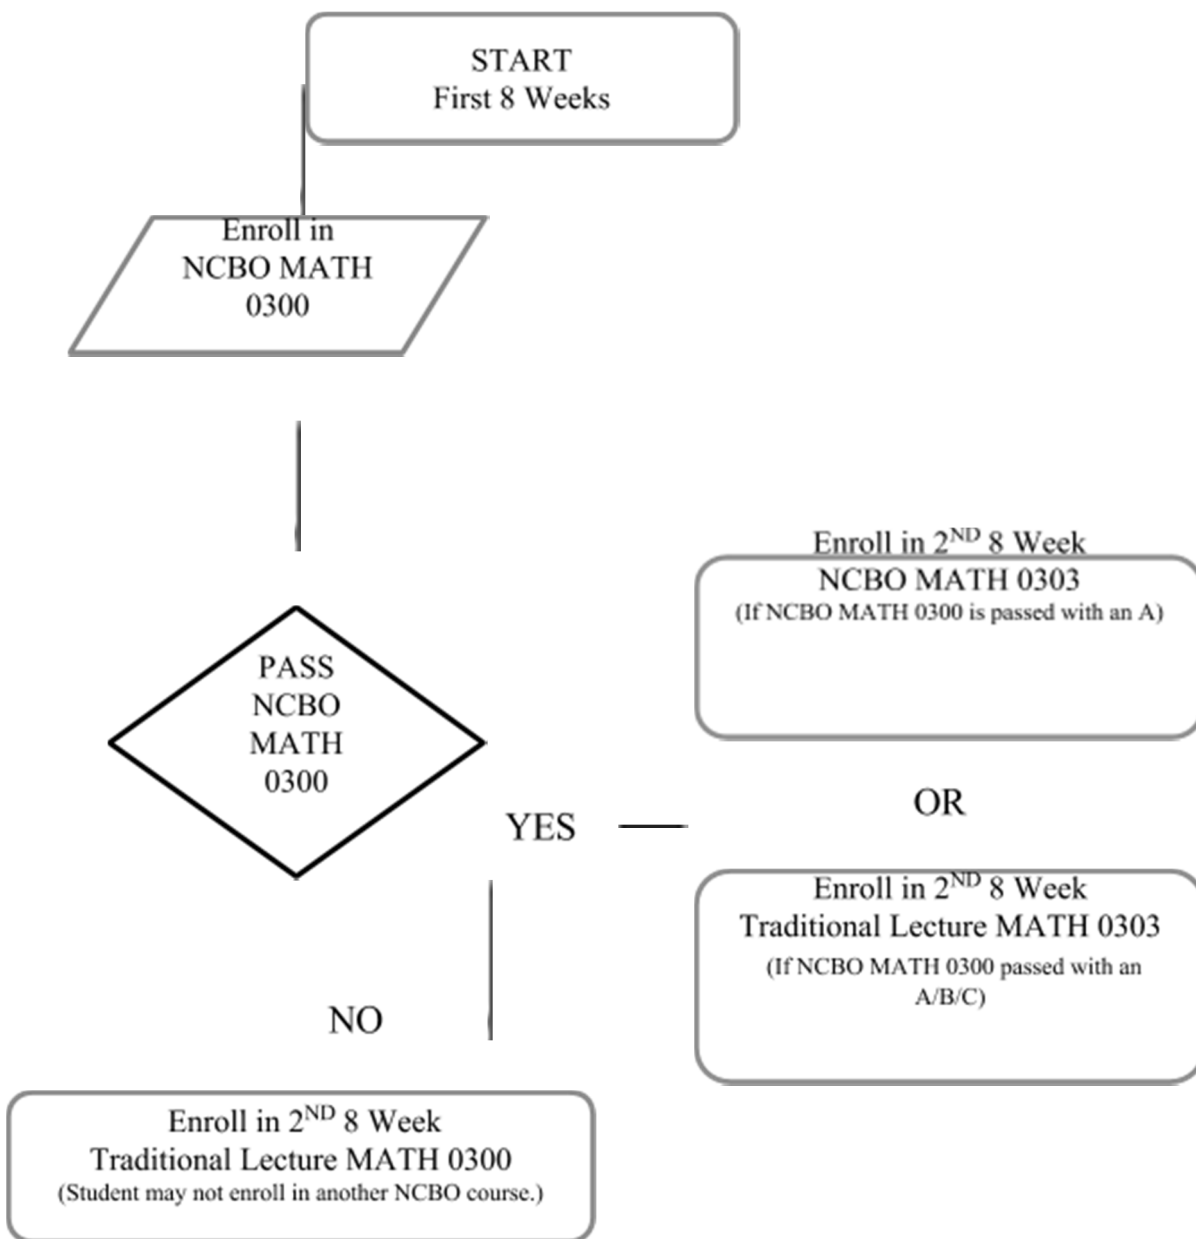 START
First 8 Weeks
Enroll in
NCBO MATH
0300
PASS
NCBO
MATH
0300
YES
NO
Enroll in 2ND 8 Week
NCBO MATH 0303
(If NCBO MATH 0300 is passed with an A)
OR
Enroll in 2ND 8 Week
Traditional Lecture MATH 0303
(If NCBO MATH 0300 passed with an
A/B/C)
Enroll in 2ND 8 Week
Traditional Lecture MATH 0300
(Student may not enroll in another NCBO course.)